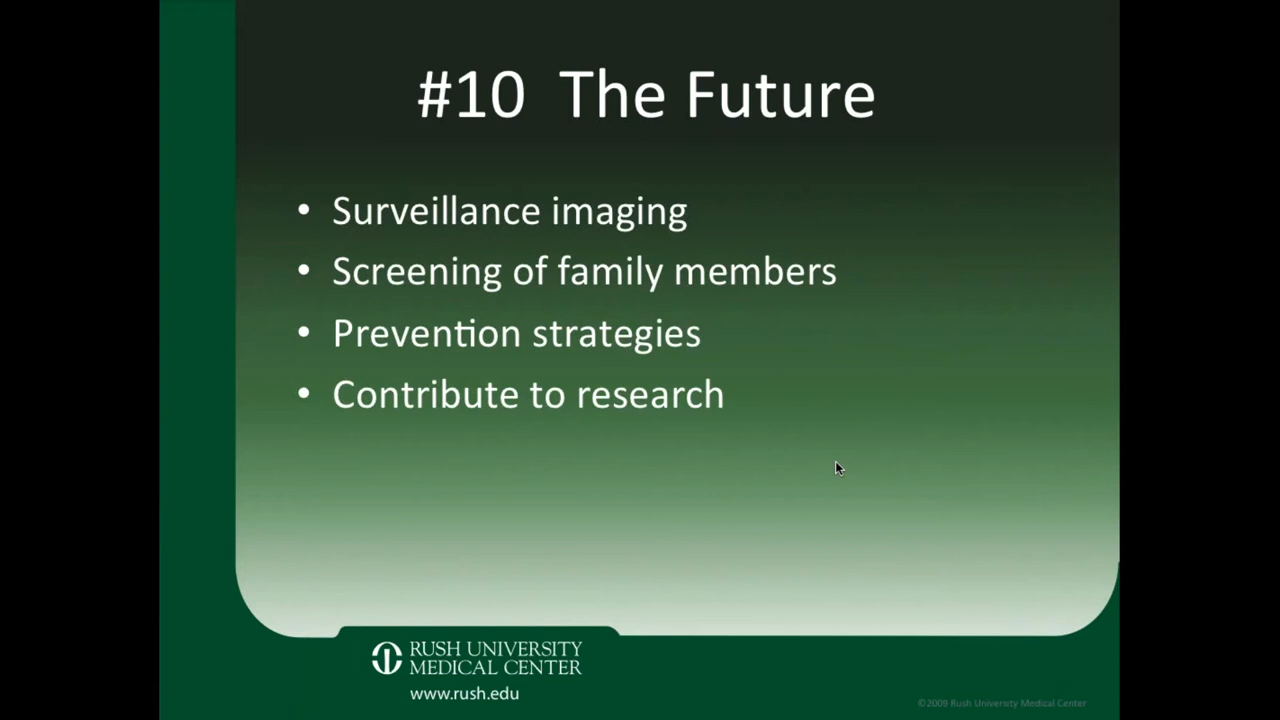 #10 The Future
• Surveillance imaging
• Screening of family members
• Prevention strategies
• Contribute to research
RUSH UNIVERSITY
MEDICAL CENTER
www.rush.edu
©2009 Rush University Medical Center